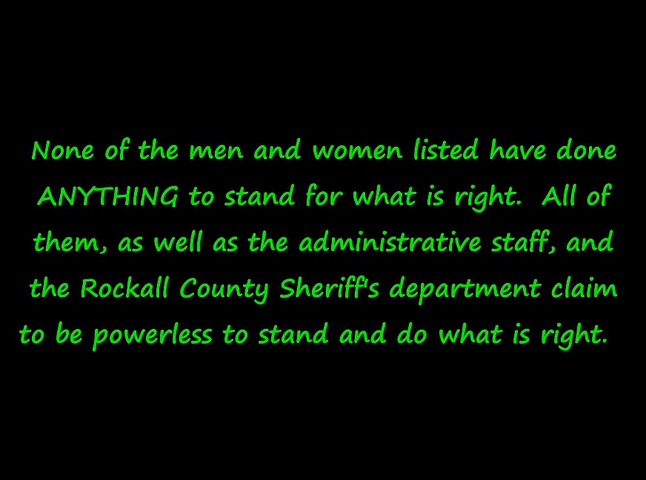 None of the men and women listed have done
ANYTHING to stand for what is right.  All of
them, as well as the administrative staff, and
the Rockall County Sheriff's department claim
to be powerless to stand and do what is right.